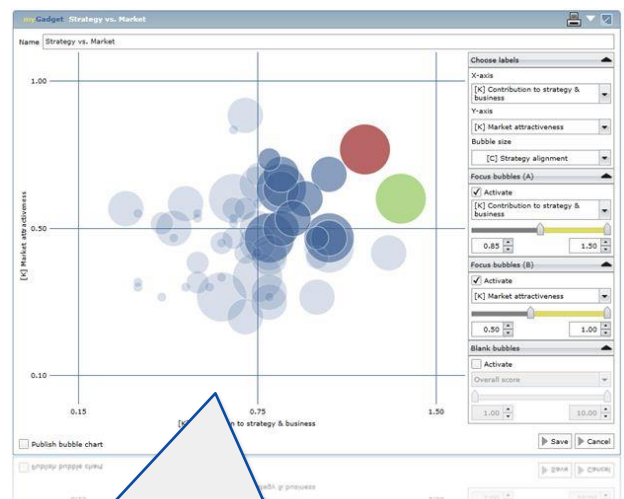 myGadget Strategy vs. Market
Name Strategy vs. Market
Choose labels
X-axis
[K] Contribution to strategy &
business
Y-axis
[K] Market attractiveness
Bubble size
[C] Strategy alignment
Focus bubbles (A)
Activate
[K] Contribution to strategy &
business
0.85 1.50
Focus bubbles (B)
Activate
[K] Market attractiveness
0.50 1.00
Blank bubbles
Activate
Overall score
1.00 10.00
1.00
0.50
0.10
[K] Market attractiveness
0.15 0.75 1.50
to strategy & business
Publish bubble chart
Save Cancel